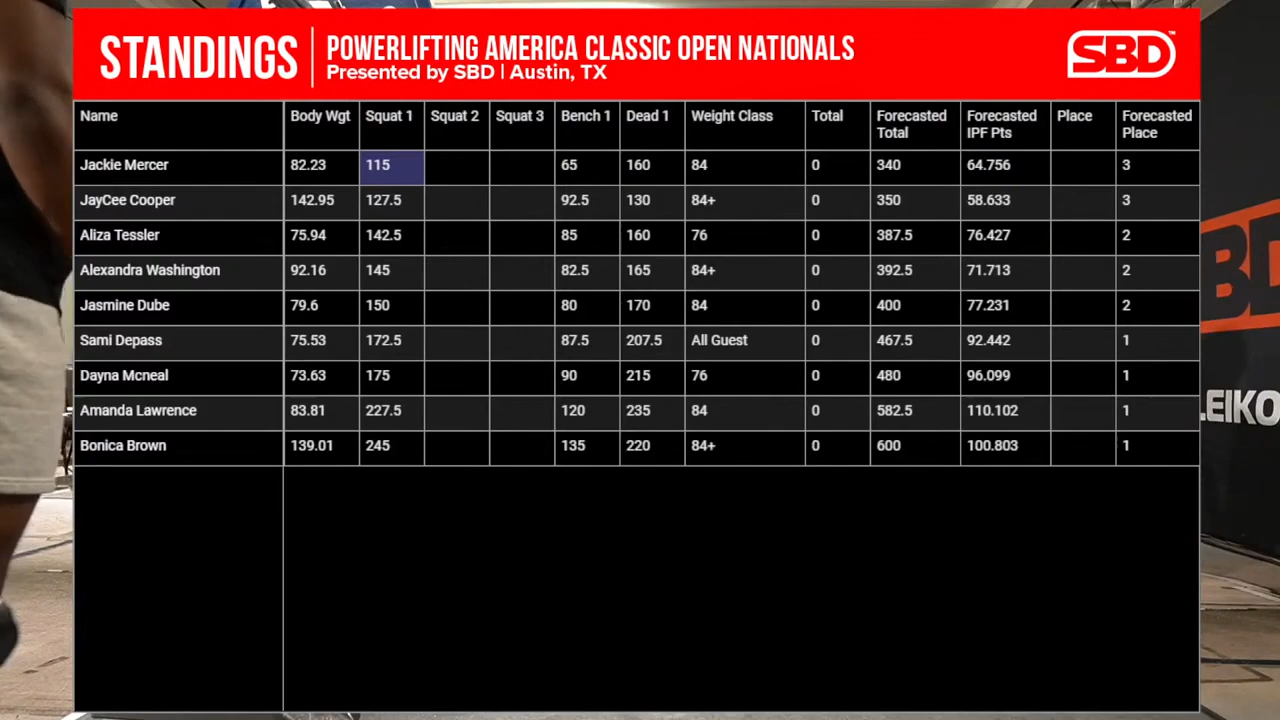 STANDINGS
POWERLIFTING AMERICA CLASSIC OPEN NATIONALS
Presented by SBD | Austin, TX
SBD™
Name Body Wgt Squat 1 Squat 2 Squat 3 Bench 1 Dead 1 Weight Class Total Forecasted Total Forecasted IPF Pts Place Forecasted Place
Jackie Mercer 82.23 115 65 160 84 0 340 64.756 3
JayCee Cooper 142.95 127.5 92.5 130 84+ 0 350 58.633 3
Aliza Tessler 75.94 142.5 85 160 76 0 387.5 76.427 2
Alexandra Washington 92.16 145 82.5 165 84+ 0 392.5 71.713 2
Jasmine Dube 79.6 150 80 170 84 0 400 77.231 2
Sami Depass 75.53 172.5 87.5 207.5 All Guest 0 467.5 92.442 1
Dayna Mcneal 73.63 175 90 215 76 0 480 96.099 1
Amanda Lawrence 83.81 227.5 120 235 84 0 582.5 110.102 1
Bonica Brown 139.01 245 135 220 84+ 0 600 100.803 1
BD
LEIKO